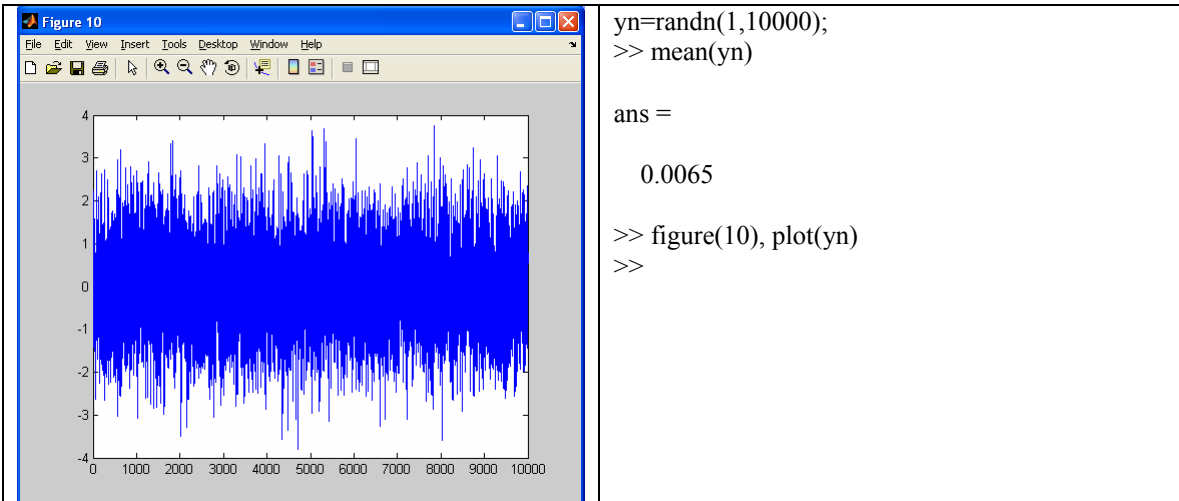 Figure 10
File Edit View Insert Tools Desktop Window Help
4
3
2
1
0
-1
-2
-3
-4
0 1000 2000 3000 4000 5000 6000 7000 8000 9000 10000
yn=randn(1,10000);
>> mean(yn)
ans =
0.0065
>> figure(10), plot(yn)
>>